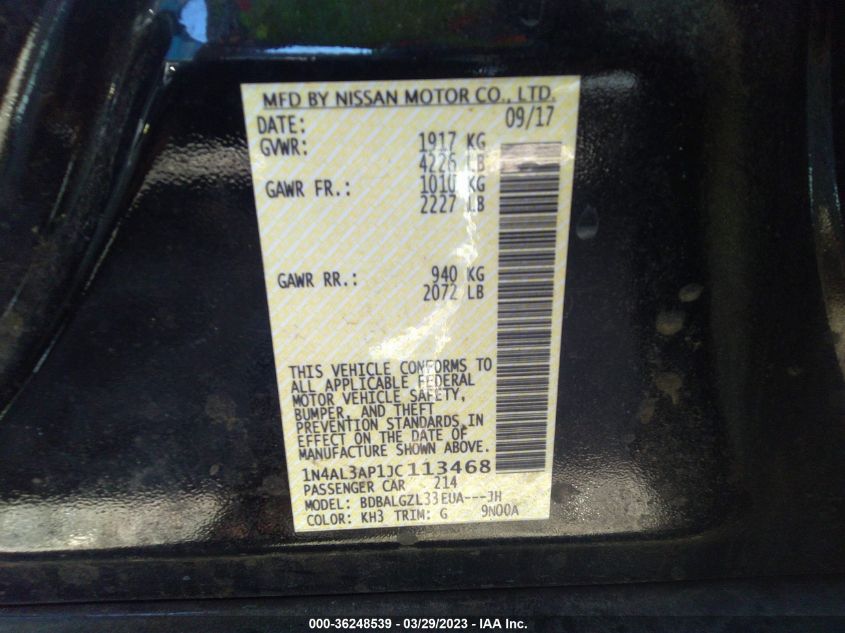 MFD BY NISSAN MOTOR CO., LTD.
DATE: 09/17
GVWR: 1917 KG
4226 LB
GAWR FR.: 1010 KG
2227 LB
GAWR RR.: 940 KG
2072 LB
THIS VEHICLE CONFORMS TO
ALL APPLICABLE FEDERAL
MOTOR VEHICLE SAFETY,
BUMPER, AND THEFT
PREVENTION STANDARDS IN
EFFECT ON THE DATE OF
MANUFACTURE SHOWN ABOVE.
1N4AL3AP1JC113468
PASSENGER CAR 214
MODEL: BDBALGZL33EUA---JH
COLOR: KH3 TRIM: G 9N00A
000-36248539 — 03/29/2023 — IAA Inc.